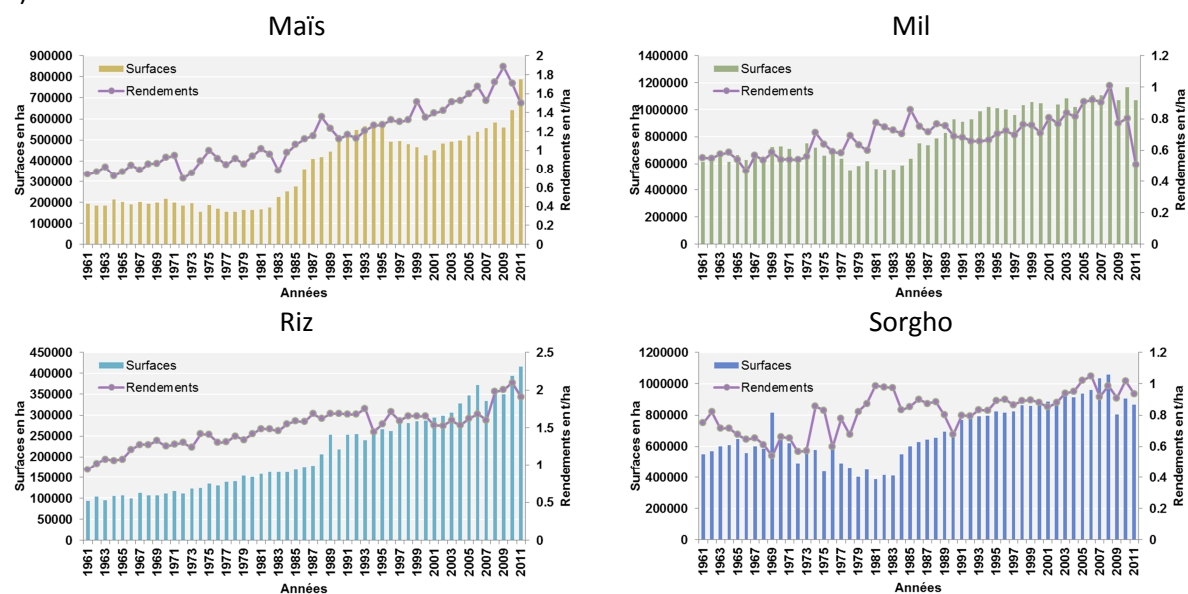 Maïs
Surfaces en ha
900000
800000
700000
600000
500000
400000
300000
200000
100000
0
Surfaces
Rendements
2
1.8
1.6
1.4
1.2
1
0.8
0.6
0.4
0.2
0
Rendements en t/ha
1961 1963 1965 1967 1969 1971 1973 1975 1977 1979 1981 1983 1985 1987 1989 1991 1993 1995 1997 1999 2001 2003 2005 2007 2009 2011
Années
Mil
Surfaces en ha
1400000
1200000
1000000
800000
600000
400000
200000
0
Surfaces
Rendements
1.2
1
0.8
0.6
0.4
0.2
0
Rendements en t/ha
1961 1963 1965 1967 1969 1971 1973 1975 1977 1979 1981 1983 1985 1987 1989 1991 1993 1995 1997 1999 2001 2003 2005 2007 2009 2011
Années
Riz
Surfaces en ha
450000
400000
350000
300000
250000
200000
150000
100000
50000
0
Surfaces
Rendements
2.5
2
1.5
1
0.5
0
Rendements en t/ha
1961 1963 1965 1967 1969 1971 1973 1975 1977 1979 1981 1983 1985 1987 1989 1991 1993 1995 1997 1999 2001 2003 2005 2007 2009 2011
Années
Sorgho
Surfaces en ha
1200000
1000000
800000
600000
400000
200000
0
Surfaces
Rendements
1.2
1
0.8
0.6
0.4
0.2
0
Rendements en t/ha
1961 1963 1965 1967 1969 1971 1973 1975 1977 1979 1981 1983 1985 1987 1989 1991 1993 1995 1997 1999 2001 2003 2005 2007 2009 2011
Années